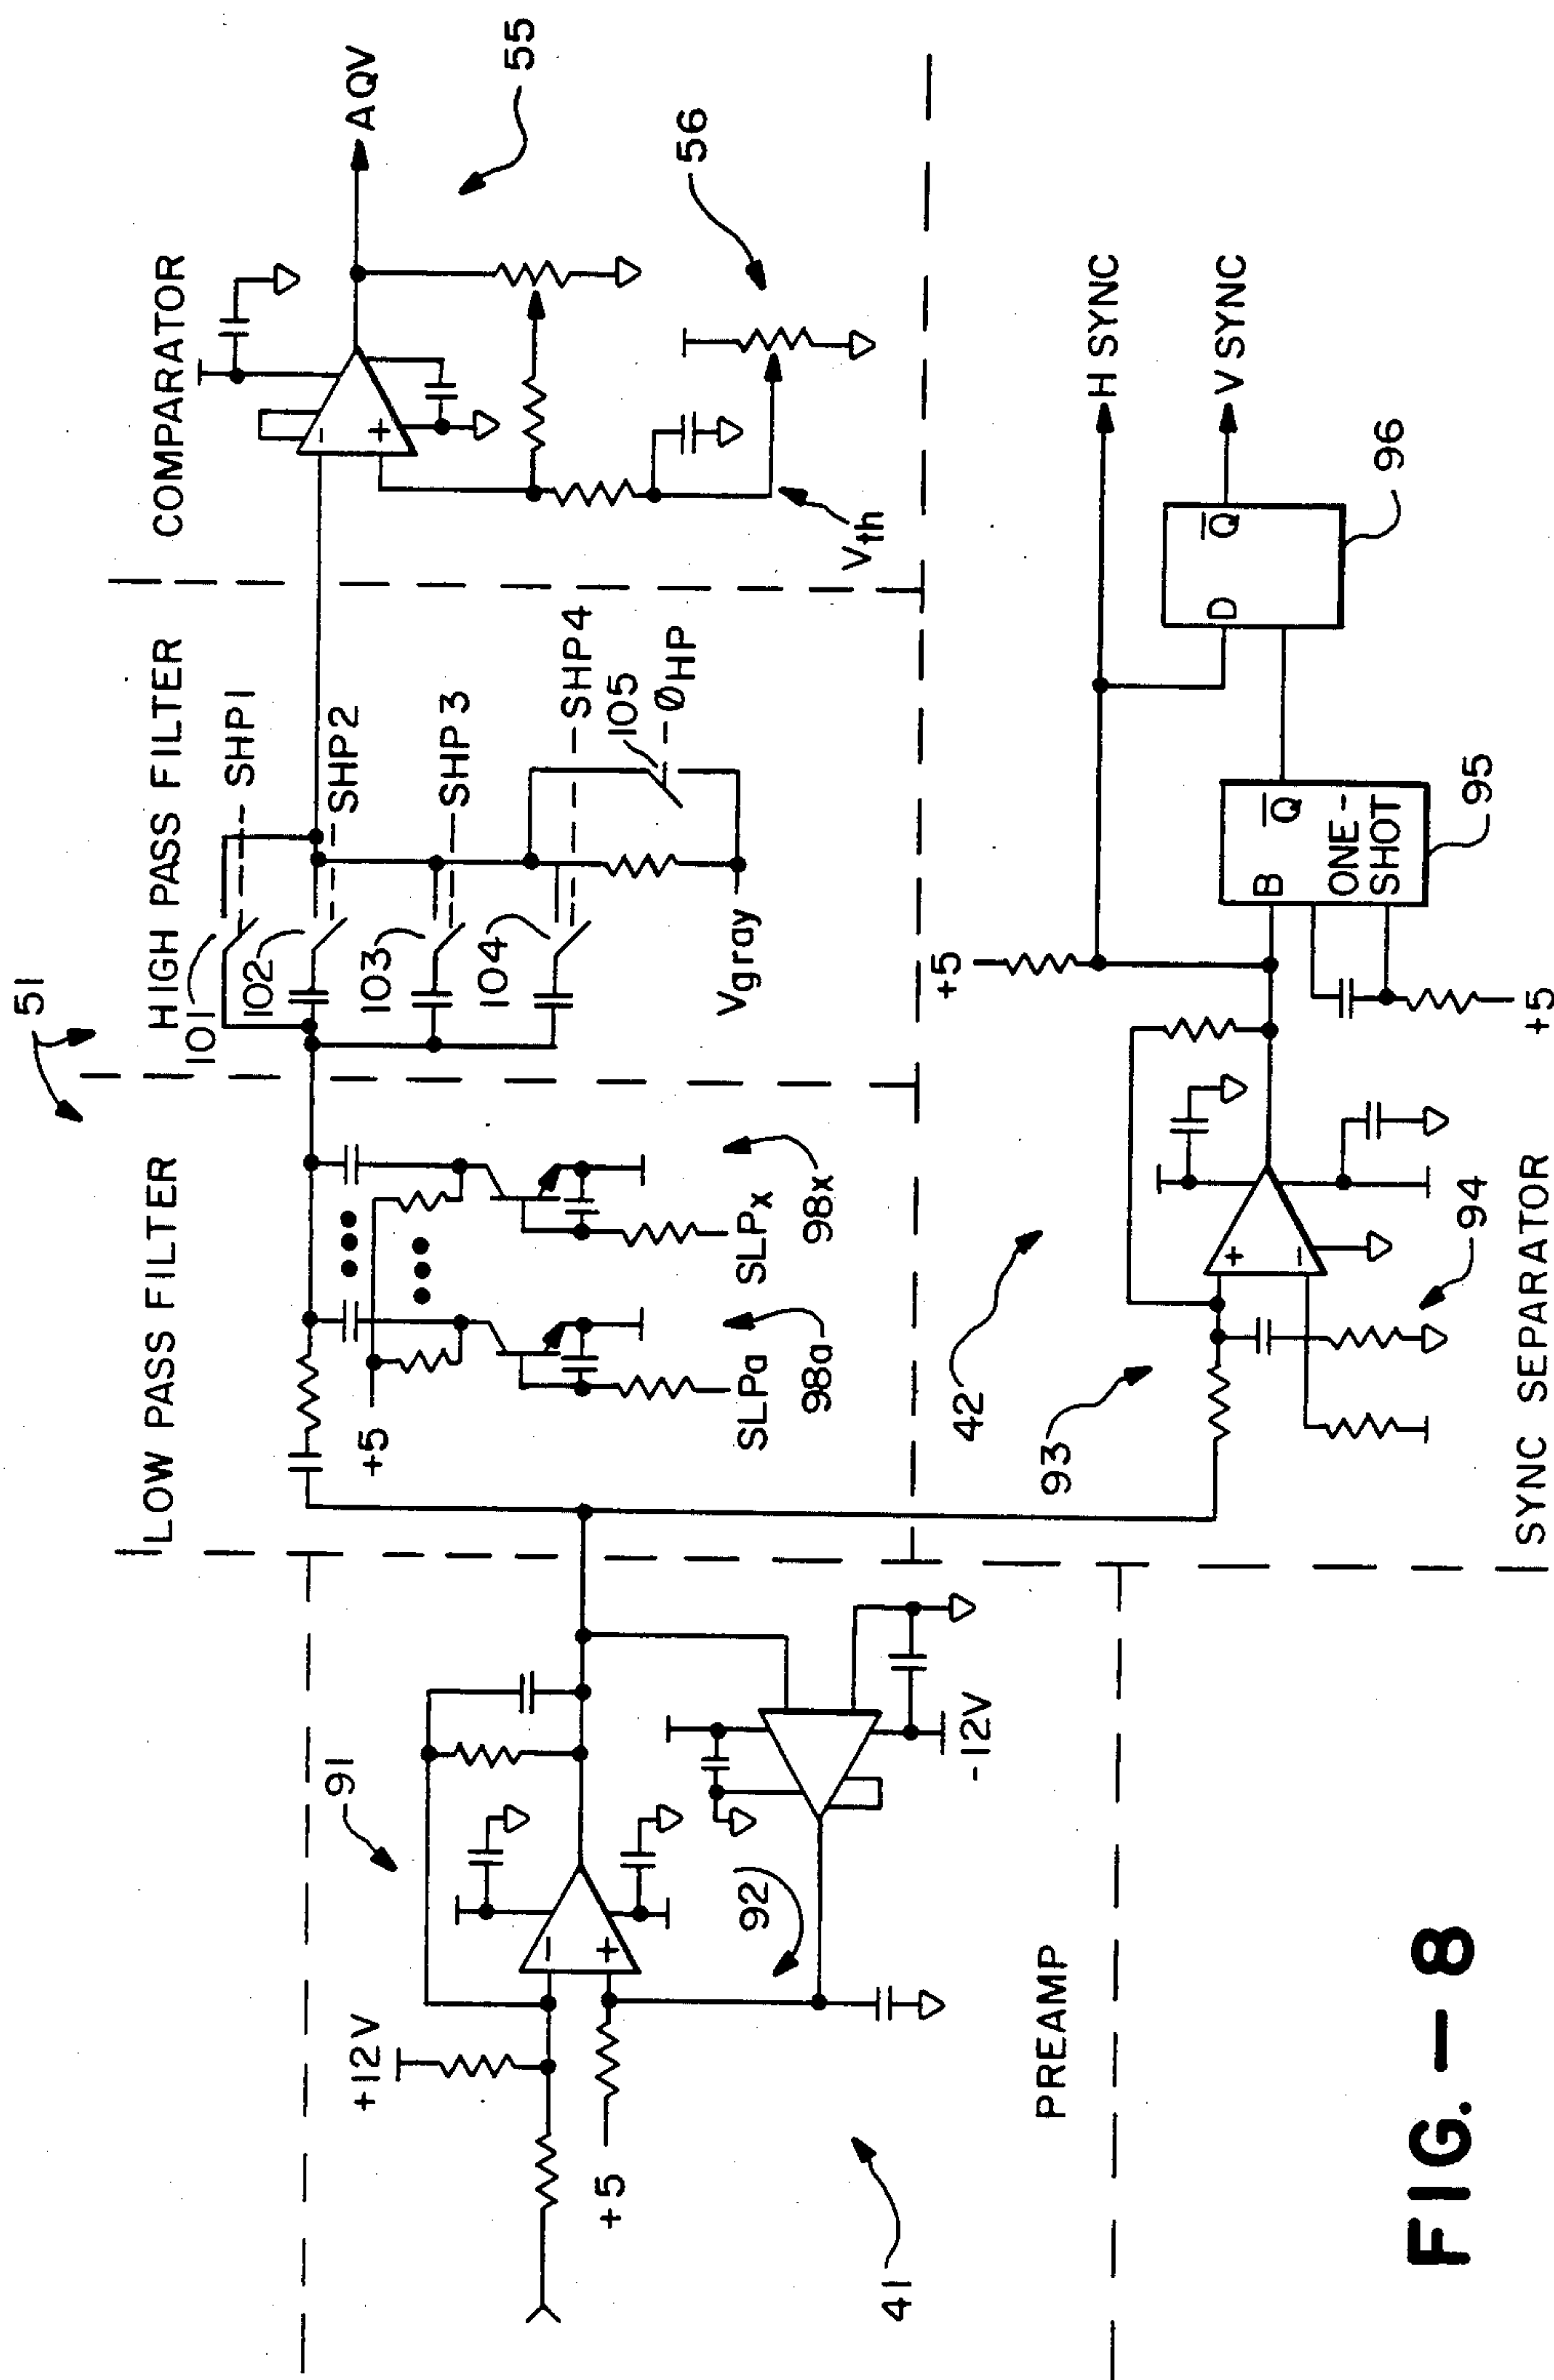 51
LOW PASS FILTER
HIGH PASS FILTER
COMPARATOR
101
SHP1
102
SHP2
103
SHP3
104
SHP4
105
ØHP
Vgray
AQV
55
56
Vth
−
+
+5
SLPa
98a
SLPx
98x
+12V
91
−
+
+5
92
-12V
41
PREAMP
42
93
94
+
−
+5
H SYNC
V SYNC
B
Q̅
ONE-
SHOT
95
+5
D
Q̅
96
SYNC SEPARATOR
FIG.-8